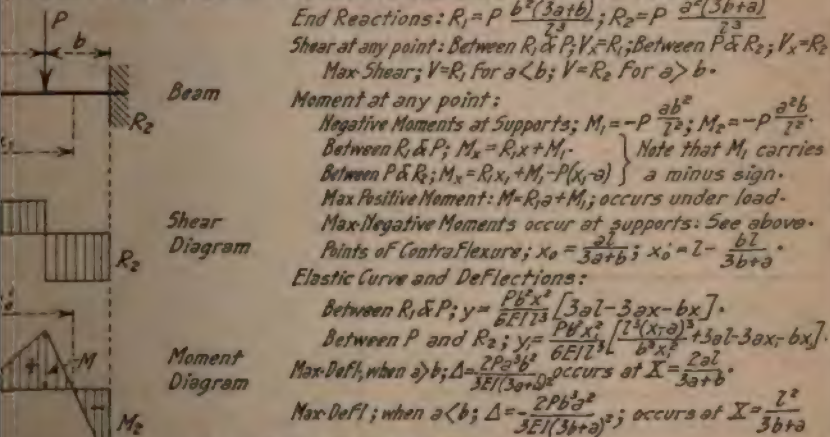 P
b
Beam
R₂
Shear
Diagram
R₂
M
Moment
Diagram
M₂
End Reactions: R₁=P b²(3a+b)/l³; R₂=P a²(3b+a)/l³
Shear at any point: Between R₁ & P; Vₓ=R₁; Between P & R₂; Vₓ=R₂
Max. Shear; V=R₁ for a<b; V=R₂ for a>b.
Moment at any point:
Negative Moments at Supports; M₁=-P ab²/l²; M₂=-P a²b/l².
Between R₁ & P; Mₓ=R₁x+M₁. } Note that M₁ carries
Between P & R₂; Mₓ=R₁x₁+M₁-P(x₁-a) } a minus sign.
Max Positive Moment: M=R₁a+M₁; occurs under load.
Max. Negative Moments occur at supports: See above.
Points of Contraflexure; x₀=al/3a+b; x₀'=l-bl/3b+a.
Elastic Curve and Deflections:
Between R₁ & P; y=Pb²x²/6EIl³ [3al-3ax-bx].
Between P and R₂; y₁=Pb²x₁²/6EIl³ [l³(x₁-a)³/b²x₁²+3al-3ax₁-bx₁].
Max. Defl, when a>b; Δ=-2Pa³b²/3EI(3a+b)² occurs at X=2al/3a+b.
Max. Defl; when a<b; Δ=-2Pb³a²/3EI(3b+a)²; occurs at X=l²/3b+a